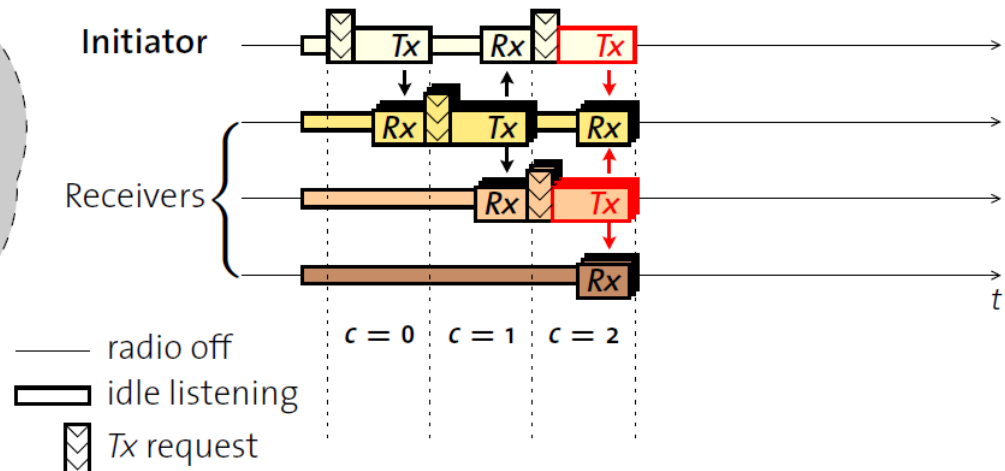 Initiator Tx Rx Tx
Rx Tx Rx
Receivers
Rx Tx
Rx
t
c = 0 c = 1 c = 2
radio off
idle listening
Tx request